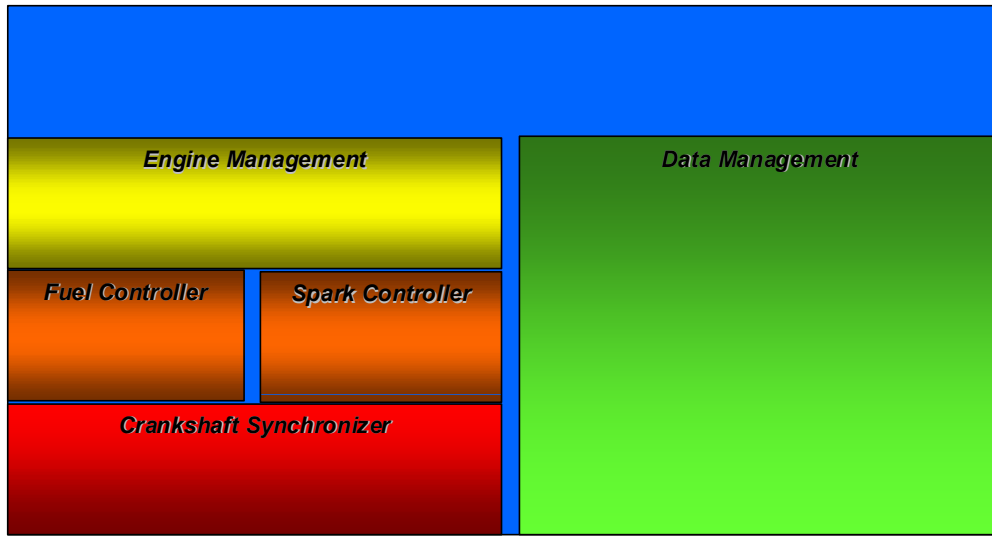 Engine Management
Data Management
Fuel Controller
Spark Controller
Crankshaft Synchronizer